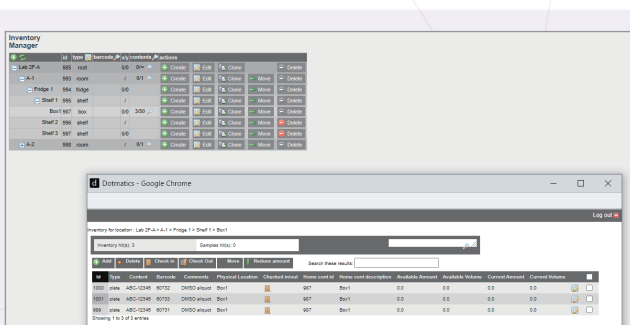 Inventory
Manager
id type barcode x/y contents actions
Lab 2F-A 985 root 0/0 0/∞ Create Edit Clone Delete
A-1 993 room / 0/1 Create Edit Clone Move Delete
Fridge 1 994 fridge 0/0 Create Edit Clone Move Delete
Shelf 1 995 shelf / Create Edit Clone Move Delete
Box1 987 box 0/0 3/50 Create Edit Clone Move Delete
Shelf 2 996 shelf / Create Edit Clone Move Delete
Shelf 3 997 shelf 0/0 Create Edit Clone Move Delete
A-2 988 room / 0/1 Create Edit Clone Move Delete
d Dotmatics - Google Chrome
Log out
Inventory for location : Lab 2F-A > A-1 > Fridge 1 > Shelf 1 > Box1
Inventory hit(s): 3 Samples hit(s): 0
Add Delete Check in Check Out Move Reduce amount Search these results:
Id Type Content Barcode Comments Physical Location Checked in/out Home cont id Home cont description Available Amount Available Volume Current Amount Current Volume
1000 plate ABC-12346 60732 DMSO aliquot Box1 987 Box1 0.0 0.0 0.0 0.0
1001 plate ABC-12346 60733 DMSO aliquot Box1 987 Box1 0.0 0.0 0.0 0.0
999 plate ABC-12345 60731 DMSO aliquot Box1 987 Box1 0.0 0.0 0.0 0.0
Showing 1 to 3 of 3 entries